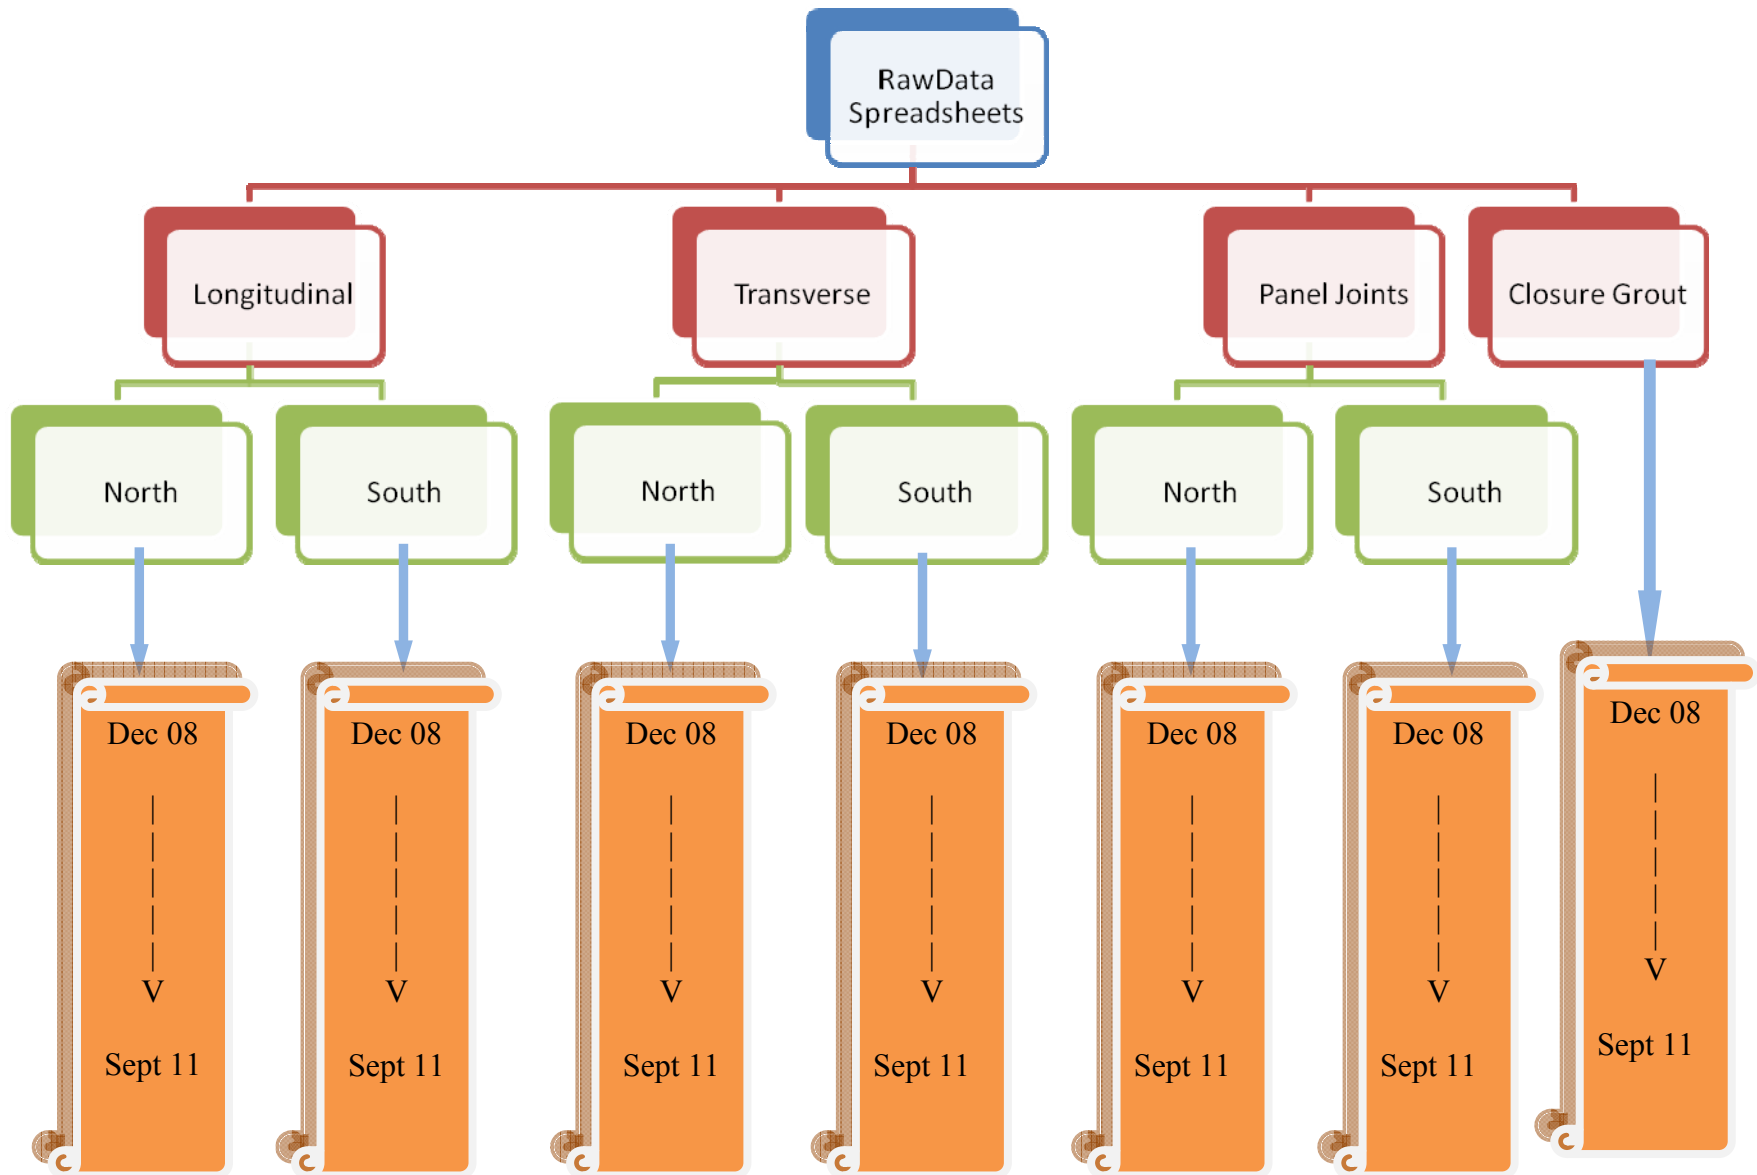 RawData
Spreadsheets
Longitudinal
Transverse
Panel Joints
Closure Grout
North
South
North
South
North
South
Dec 08
|
|
|
|
|
V
Sept 11
Dec 08
|
|
|
|
|
V
Sept 11
Dec 08
|
|
|
|
|
V
Sept 11
Dec 08
|
|
|
|
|
V
Sept 11
Dec 08
|
|
|
|
|
V
Sept 11
Dec 08
|
|
|
|
|
V
Sept 11
Dec 08
|
|
|
|
|
V
Sept 11